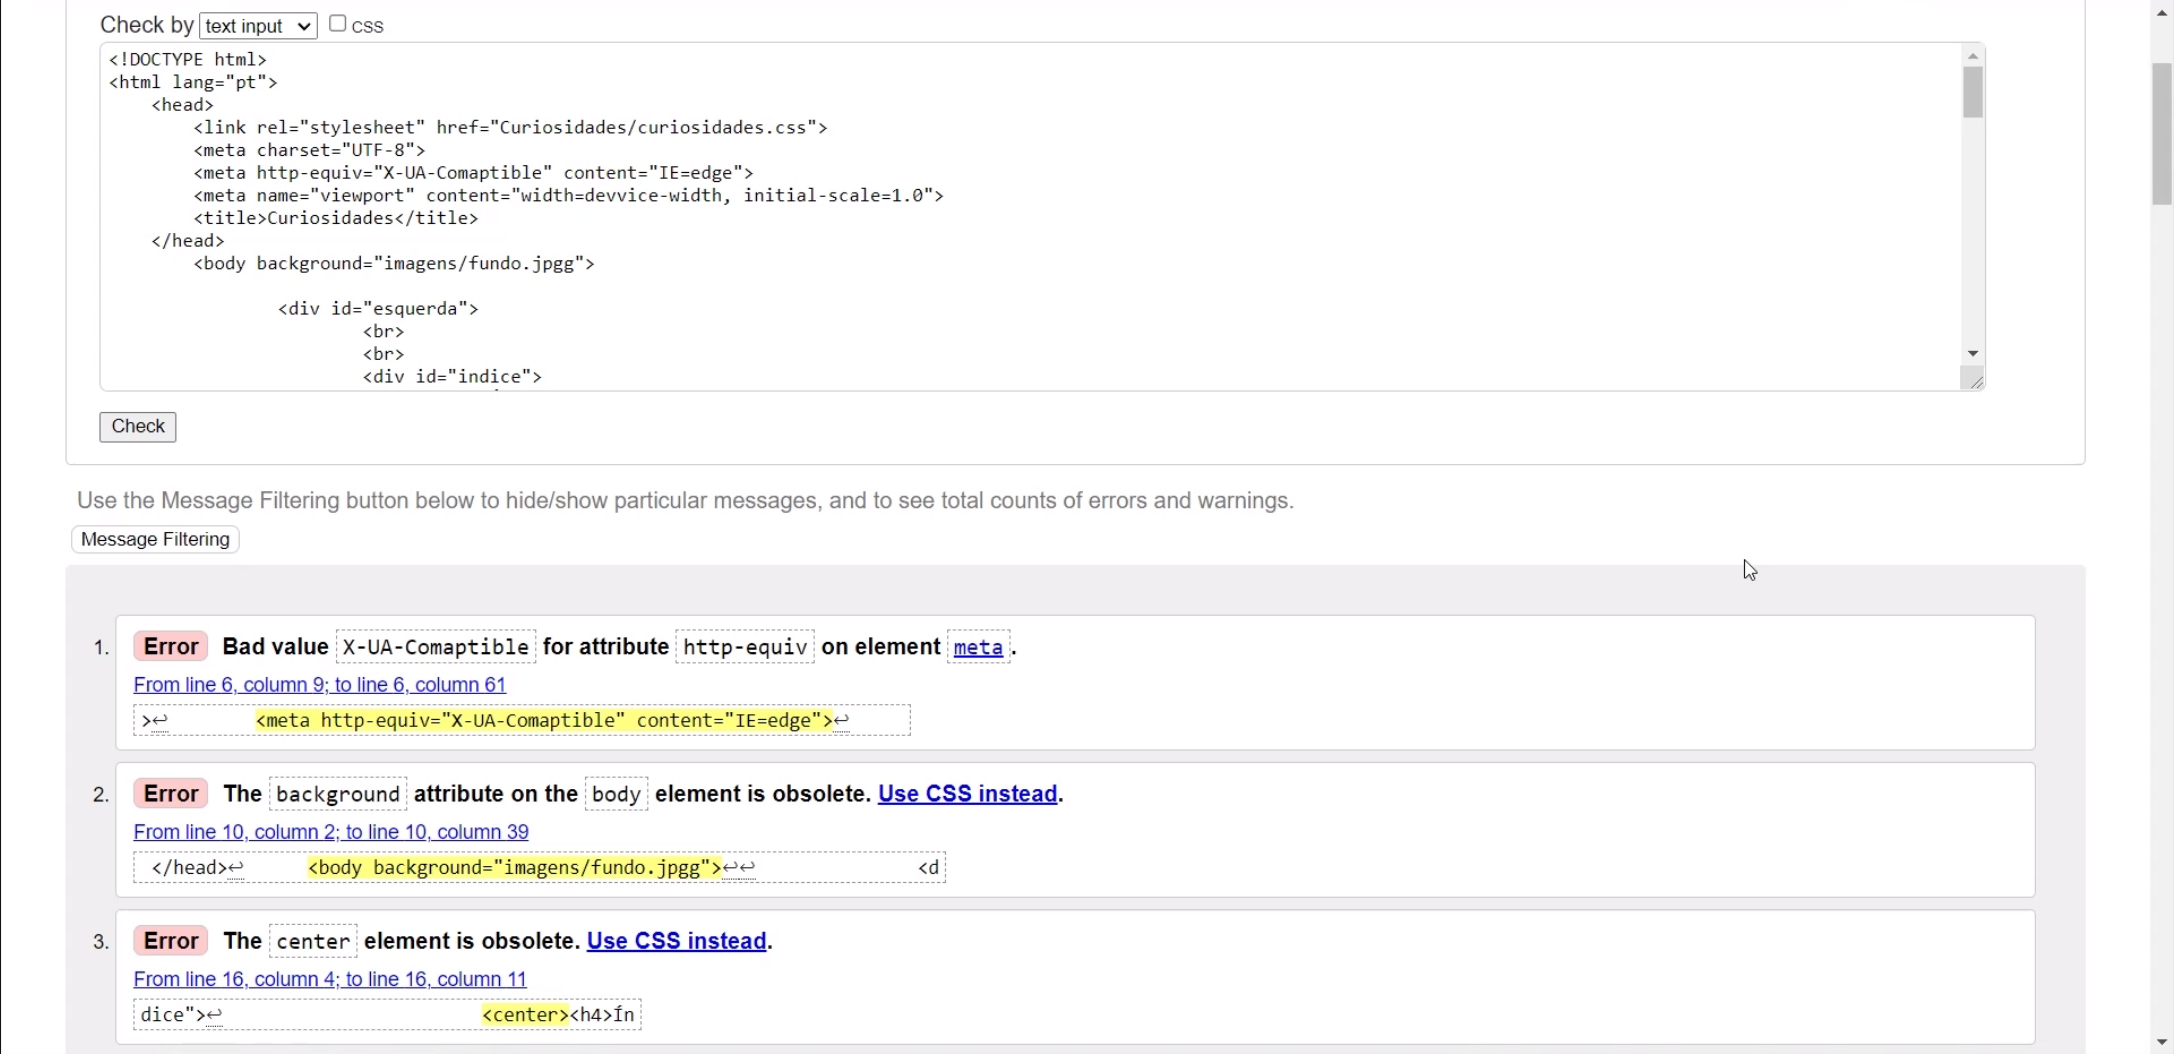 Check by text input CSS
<!DOCTYPE html>
<html lang="pt">
<head>
<link rel="stylesheet" href="Curiosidades/curiosidades.css">
<meta charset="UTF-8">
<meta http-equiv="X-UA-Comaptible" content="IE=edge">
<meta name="viewport" content="width=devvice-width, initial-scale=1.0">
<title>Curiosidades</title>
</head>
<body background="imagens/fundo.jpgg">
<div id="esquerda">
<br>
<br>
<div id="indice">
Check
Use the Message Filtering button below to hide/show particular messages, and to see total counts of errors and warnings.
Message Filtering
1. Error Bad value X-UA-Comaptible for attribute http-equiv on element meta.
From line 6, column 9; to line 6, column 61
>↩ <meta http-equiv="X-UA-Comaptible" content="IE=edge">↩
2. Error The background attribute on the body element is obsolete. Use CSS instead.
From line 10, column 2; to line 10, column 39
</head>↩ <body background="imagens/fundo.jpgg">↩↩ <d
3. Error The center element is obsolete. Use CSS instead.
From line 16, column 4; to line 16, column 11
dice">↩ <center><h4>Ín